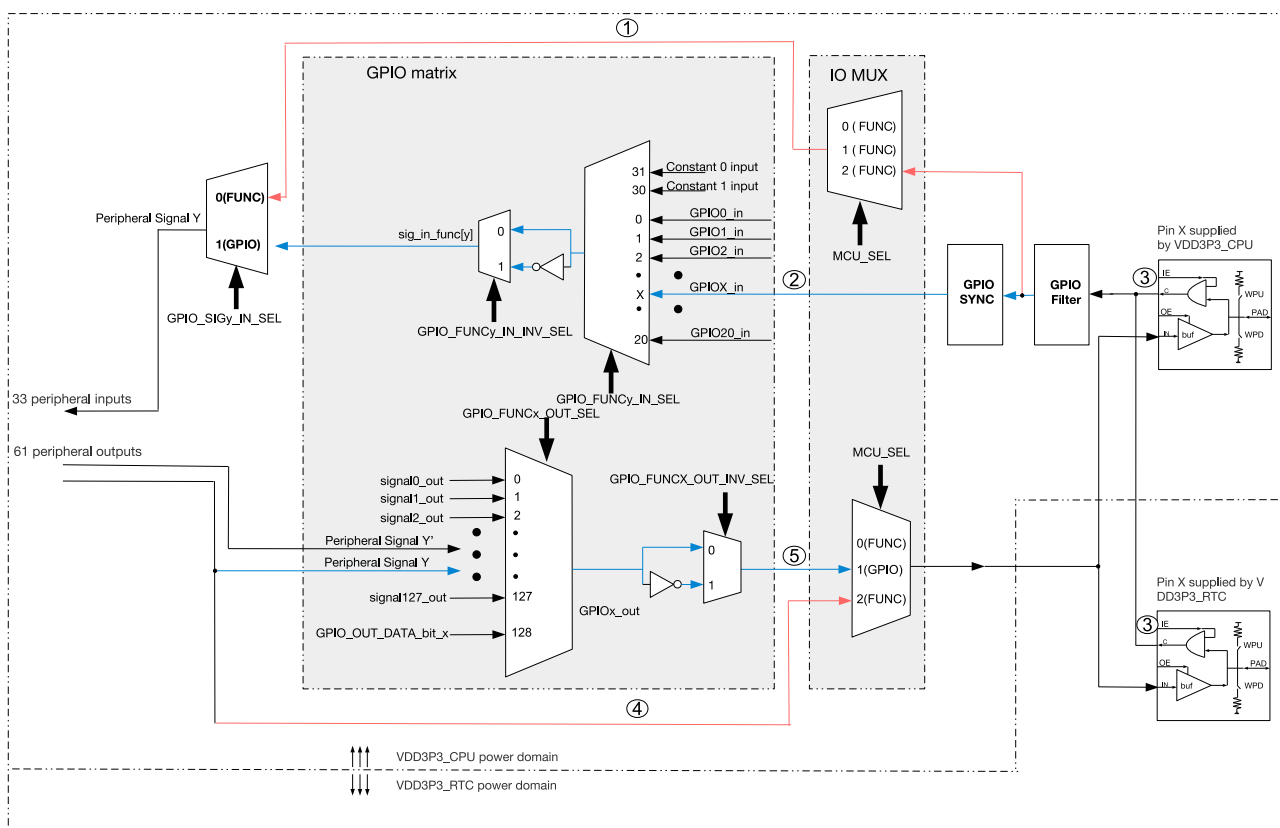 ①
GPIO matrix
IO MUX
0 ( FUNC)
1 ( FUNC)
2 ( FUNC)
MCU_SEL
31 Constant 0 input
30 Constant 1 input
0 GPIO0_in
1 GPIO1_in
2 GPIO2_in
X GPIOX_in
20 GPIO20_in
②
0(FUNC)
1(GPIO)
Peripheral Signal Y
GPIO_SIGy_IN_SEL
sig_in_func[y]
0
1
GPIO_FUNCy_IN_INV_SEL
GPIO_FUNCy_IN_SEL
GPIO
SYNC
GPIO
Filter
Pin X supplied
by VDD3P3_CPU
③
IE
C
OE
IN
buf
WPU
PAD
WPD
33 peripheral inputs
61 peripheral outputs
GPIO_FUNCx_OUT_SEL
signal0_out 0
signal1_out 1
signal2_out 2
Peripheral Signal Y'
Peripheral Signal Y
signal127_out 127
GPIO_OUT_DATA_bit_x 128
GPIOx_out
GPIO_FUNCX_OUT_INV_SEL
0
1
⑤
MCU_SEL
0(FUNC)
1(GPIO)
2(FUNC)
④
Pin X supplied by V
DD3P3_RTC
③
IE
C
OE
IN
buf
WPU
PAD
WPD
VDD3P3_CPU power domain
VDD3P3_RTC power domain